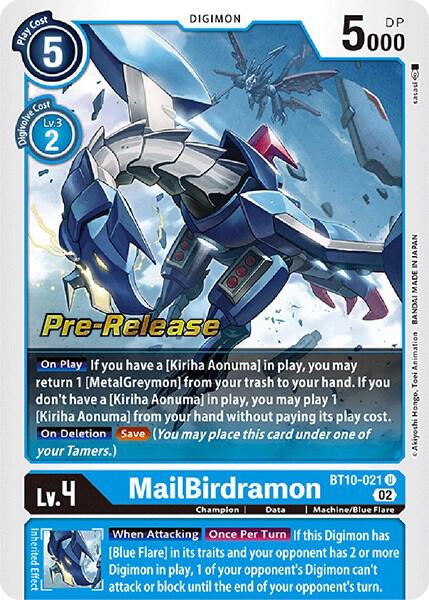 DIGIMON
Play Cost
5
DP
5000
Digivolve Cost
Lv.3
2
sasasi
Pre-Release
© Akiyoshi Hongo, Toei Animation BANDAI MADE IN JAPAN
On Play If you have a [Kiriha Aonuma] in play, you may
return 1 [MetalGreymon] from your trash to your hand. If you
don't have a [Kiriha Aonuma] in play, you may play 1
[Kiriha Aonuma] from your hand without paying its play cost.
On Deletion Save (You may place this card under one of
your Tamers.)
Lv.4
MailBirdramon
BT10-021 U
02
Champion | Data | Machine/Blue Flare
Inherited Effect
When Attacking Once Per Turn If this Digimon has
[Blue Flare] in its traits and your opponent has 2 or more
Digimon in play, 1 of your opponent's Digimon can't
attack or block until the end of your opponent's turn.